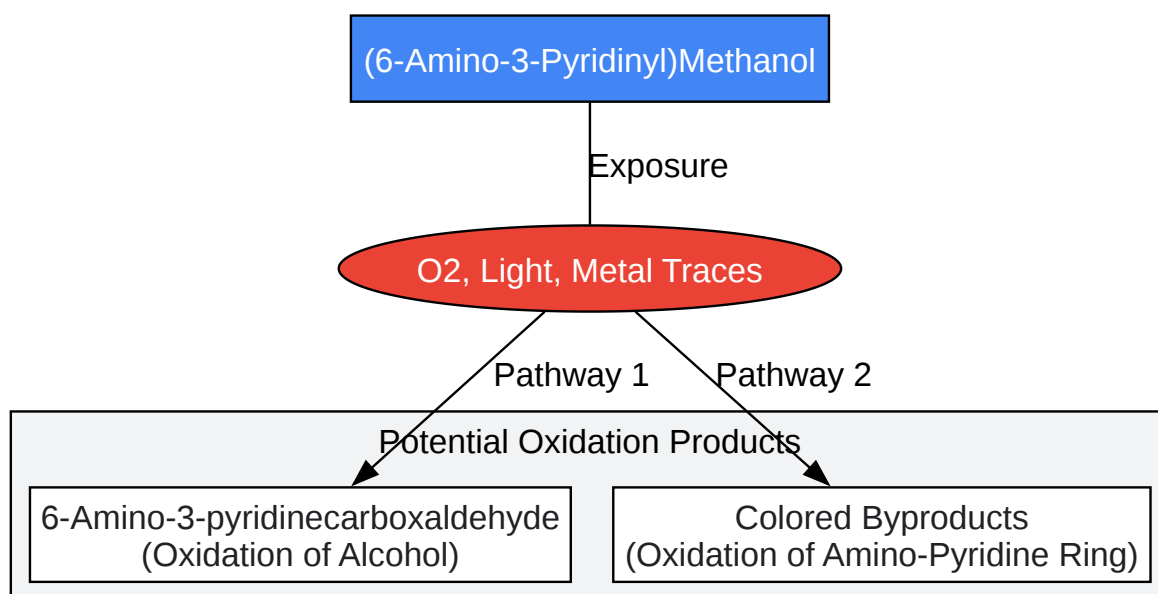 (6-Amino-3-Pyridinyl)Methanol
Exposure
O2, Light, Metal Traces
Pathway 1
Pathway 2
Potential Oxidation Products
6-Amino-3-pyridinecarboxaldehyde
(Oxidation of Alcohol)
Colored Byproducts
(Oxidation of Amino-Pyridine Ring)